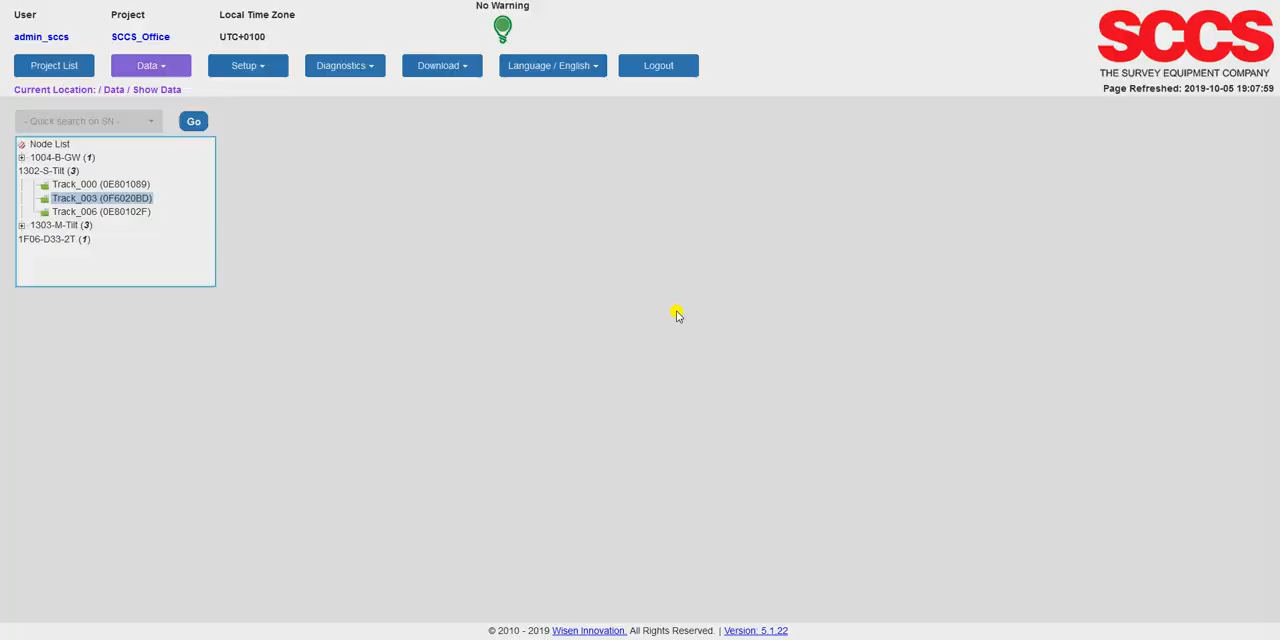 No Warning
User Project Local Time Zone
admin_sccs SCCS_Office UTC+0100
SCCS
THE SURVEY EQUIPMENT COMPANY
Project List Data Setup Diagnostics Download Language / English Logout
Current Location: / Data / Show Data
Page Refreshed: 2019-10-05 19:07:59
- Quick search on SN - Go
Node List
1004-B-GW (1)
1302-S-Tilt (3)
Track_000 (0E801089)
Track_003 (0F6020BD)
Track_006 (0E80102F)
1303-M-Tilt (3)
1F06-D33-2T (1)
© 2010 - 2019 Wisen Innovation. All Rights Reserved. | Version: 5.1.22